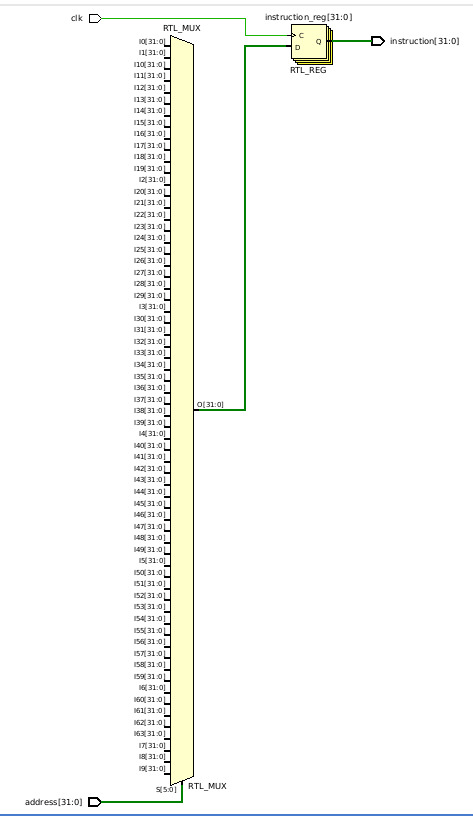 clk
instruction_reg[31:0]
RTL_MUX
C
Q
D
instruction[31:0]
RTL_REG
I0[31:0]
I1[31:0]
I10[31:0]
I11[31:0]
I12[31:0]
I13[31:0]
I14[31:0]
I15[31:0]
I16[31:0]
I17[31:0]
I18[31:0]
I19[31:0]
I2[31:0]
I20[31:0]
I21[31:0]
I22[31:0]
I23[31:0]
I24[31:0]
I25[31:0]
I26[31:0]
I27[31:0]
I28[31:0]
I29[31:0]
I3[31:0]
I30[31:0]
I31[31:0]
I32[31:0]
I33[31:0]
I34[31:0]
I35[31:0]
I36[31:0]
I37[31:0]
I38[31:0]
O[31:0]
I39[31:0]
I4[31:0]
I40[31:0]
I41[31:0]
I42[31:0]
I43[31:0]
I44[31:0]
I45[31:0]
I46[31:0]
I47[31:0]
I48[31:0]
I49[31:0]
I5[31:0]
I50[31:0]
I51[31:0]
I52[31:0]
I53[31:0]
I54[31:0]
I55[31:0]
I56[31:0]
I57[31:0]
I58[31:0]
I59[31:0]
I6[31:0]
I60[31:0]
I61[31:0]
I62[31:0]
I63[31:0]
I7[31:0]
I8[31:0]
I9[31:0]
S[5:0]
RTL_MUX
address[31:0]